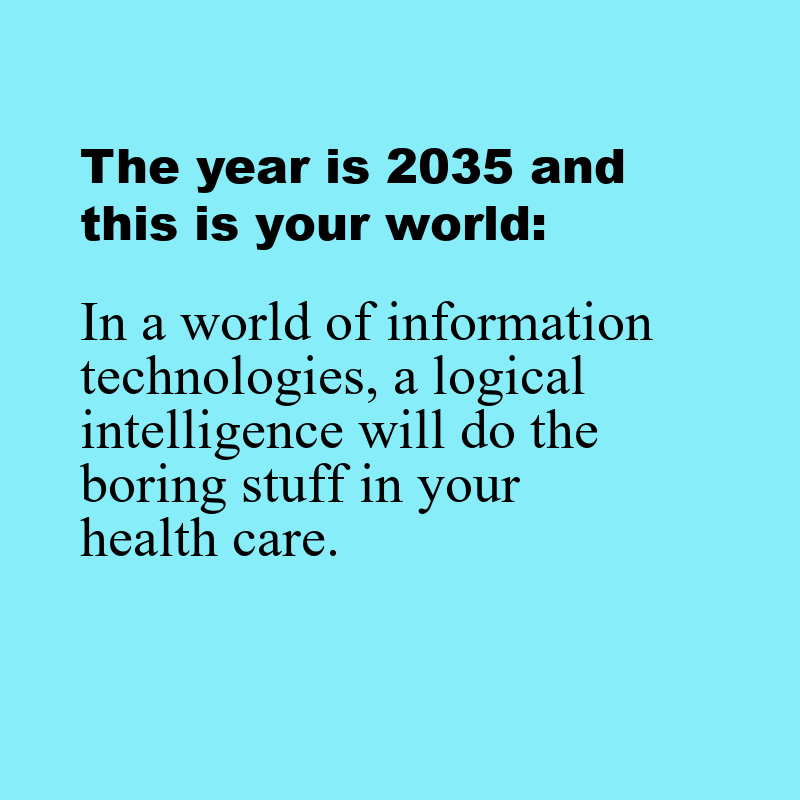 The year is 2035 and
this is your world:
In a world of information
technologies, a logical
intelligence will do the
boring stuff in your
health care.